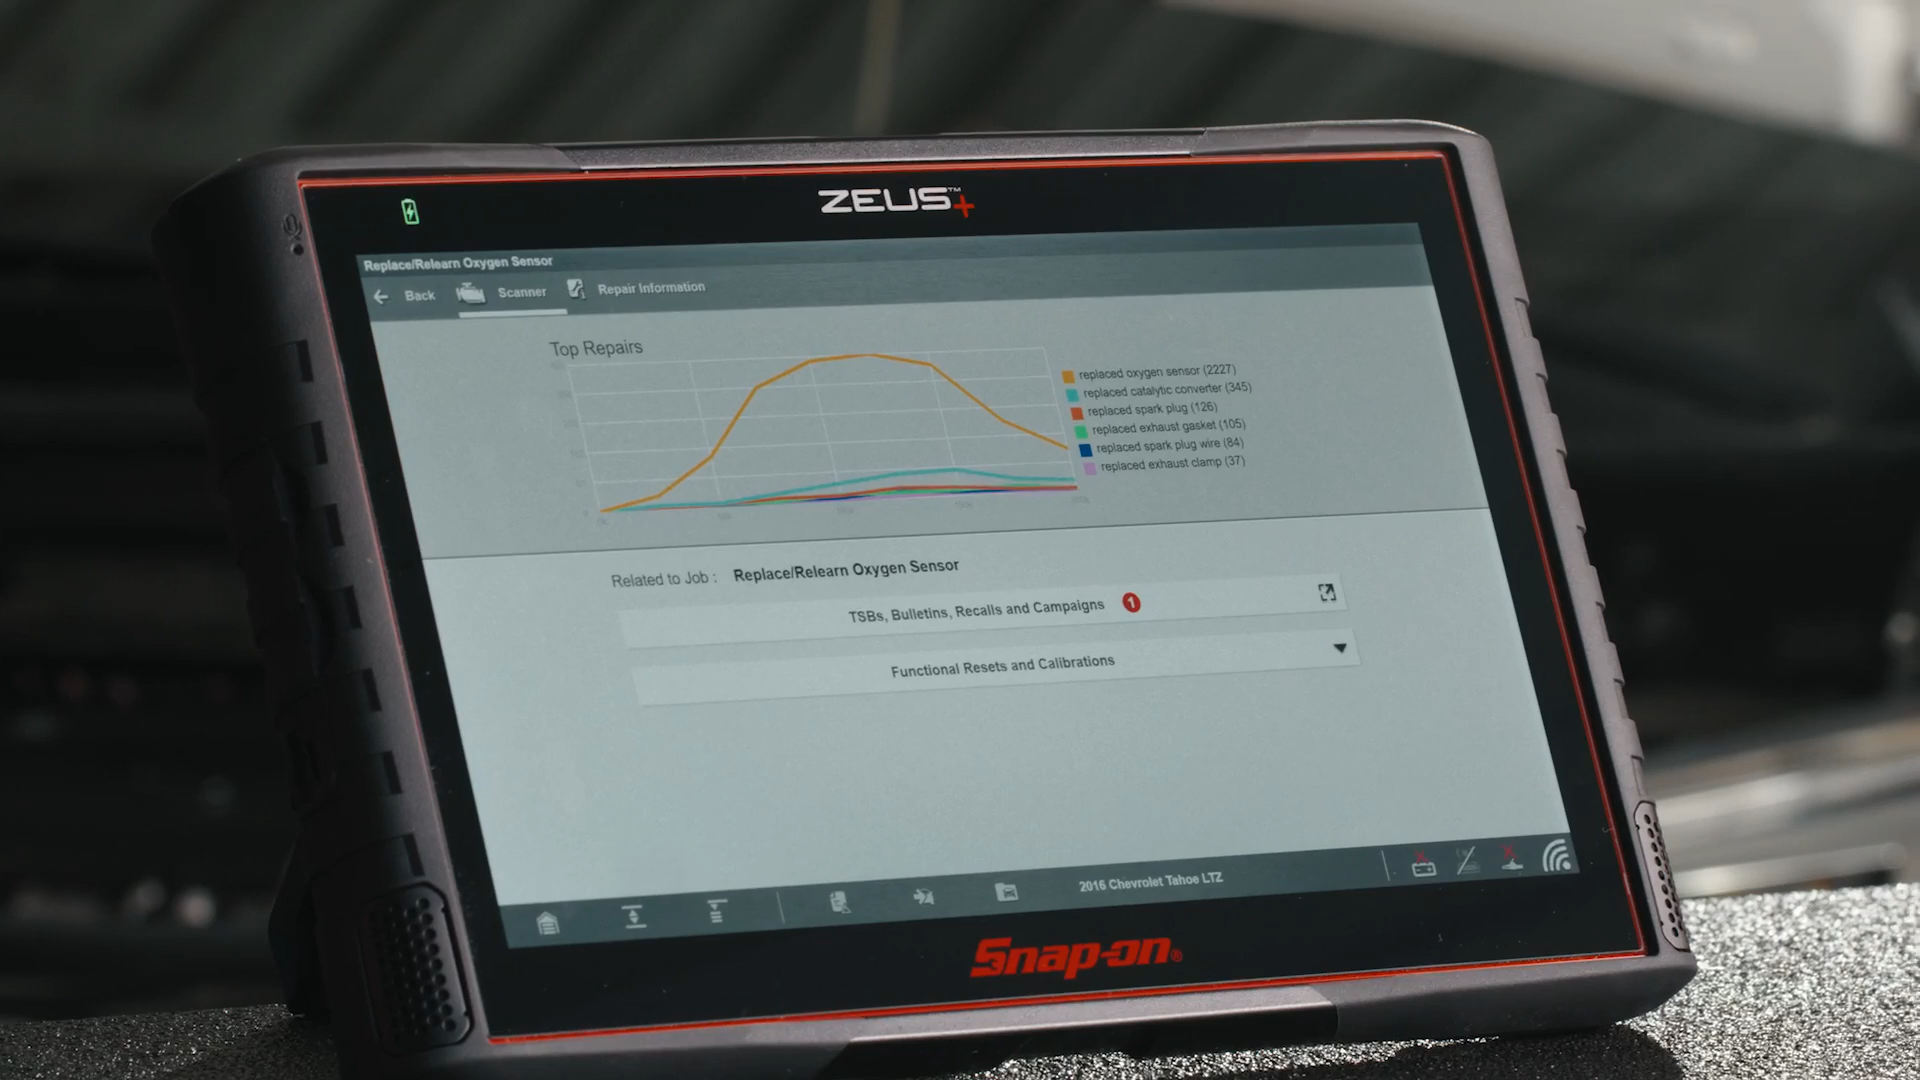 ZEUS™+
Replace/Relearn Oxygen Sensor
Back Scanner Repair Information
Top Repairs
replaced oxygen sensor (2227)
replaced catalytic converter (345)
replaced spark plug (126)
replaced exhaust gasket (105)
replaced spark plug wire (84)
replaced exhaust clamp (37)
Related to Job : Replace/Relearn Oxygen Sensor
TSBs, Bulletins, Recalls and Campaigns 1
Functional Resets and Calibrations
2016 Chevrolet Tahoe LTZ
Snap-on®